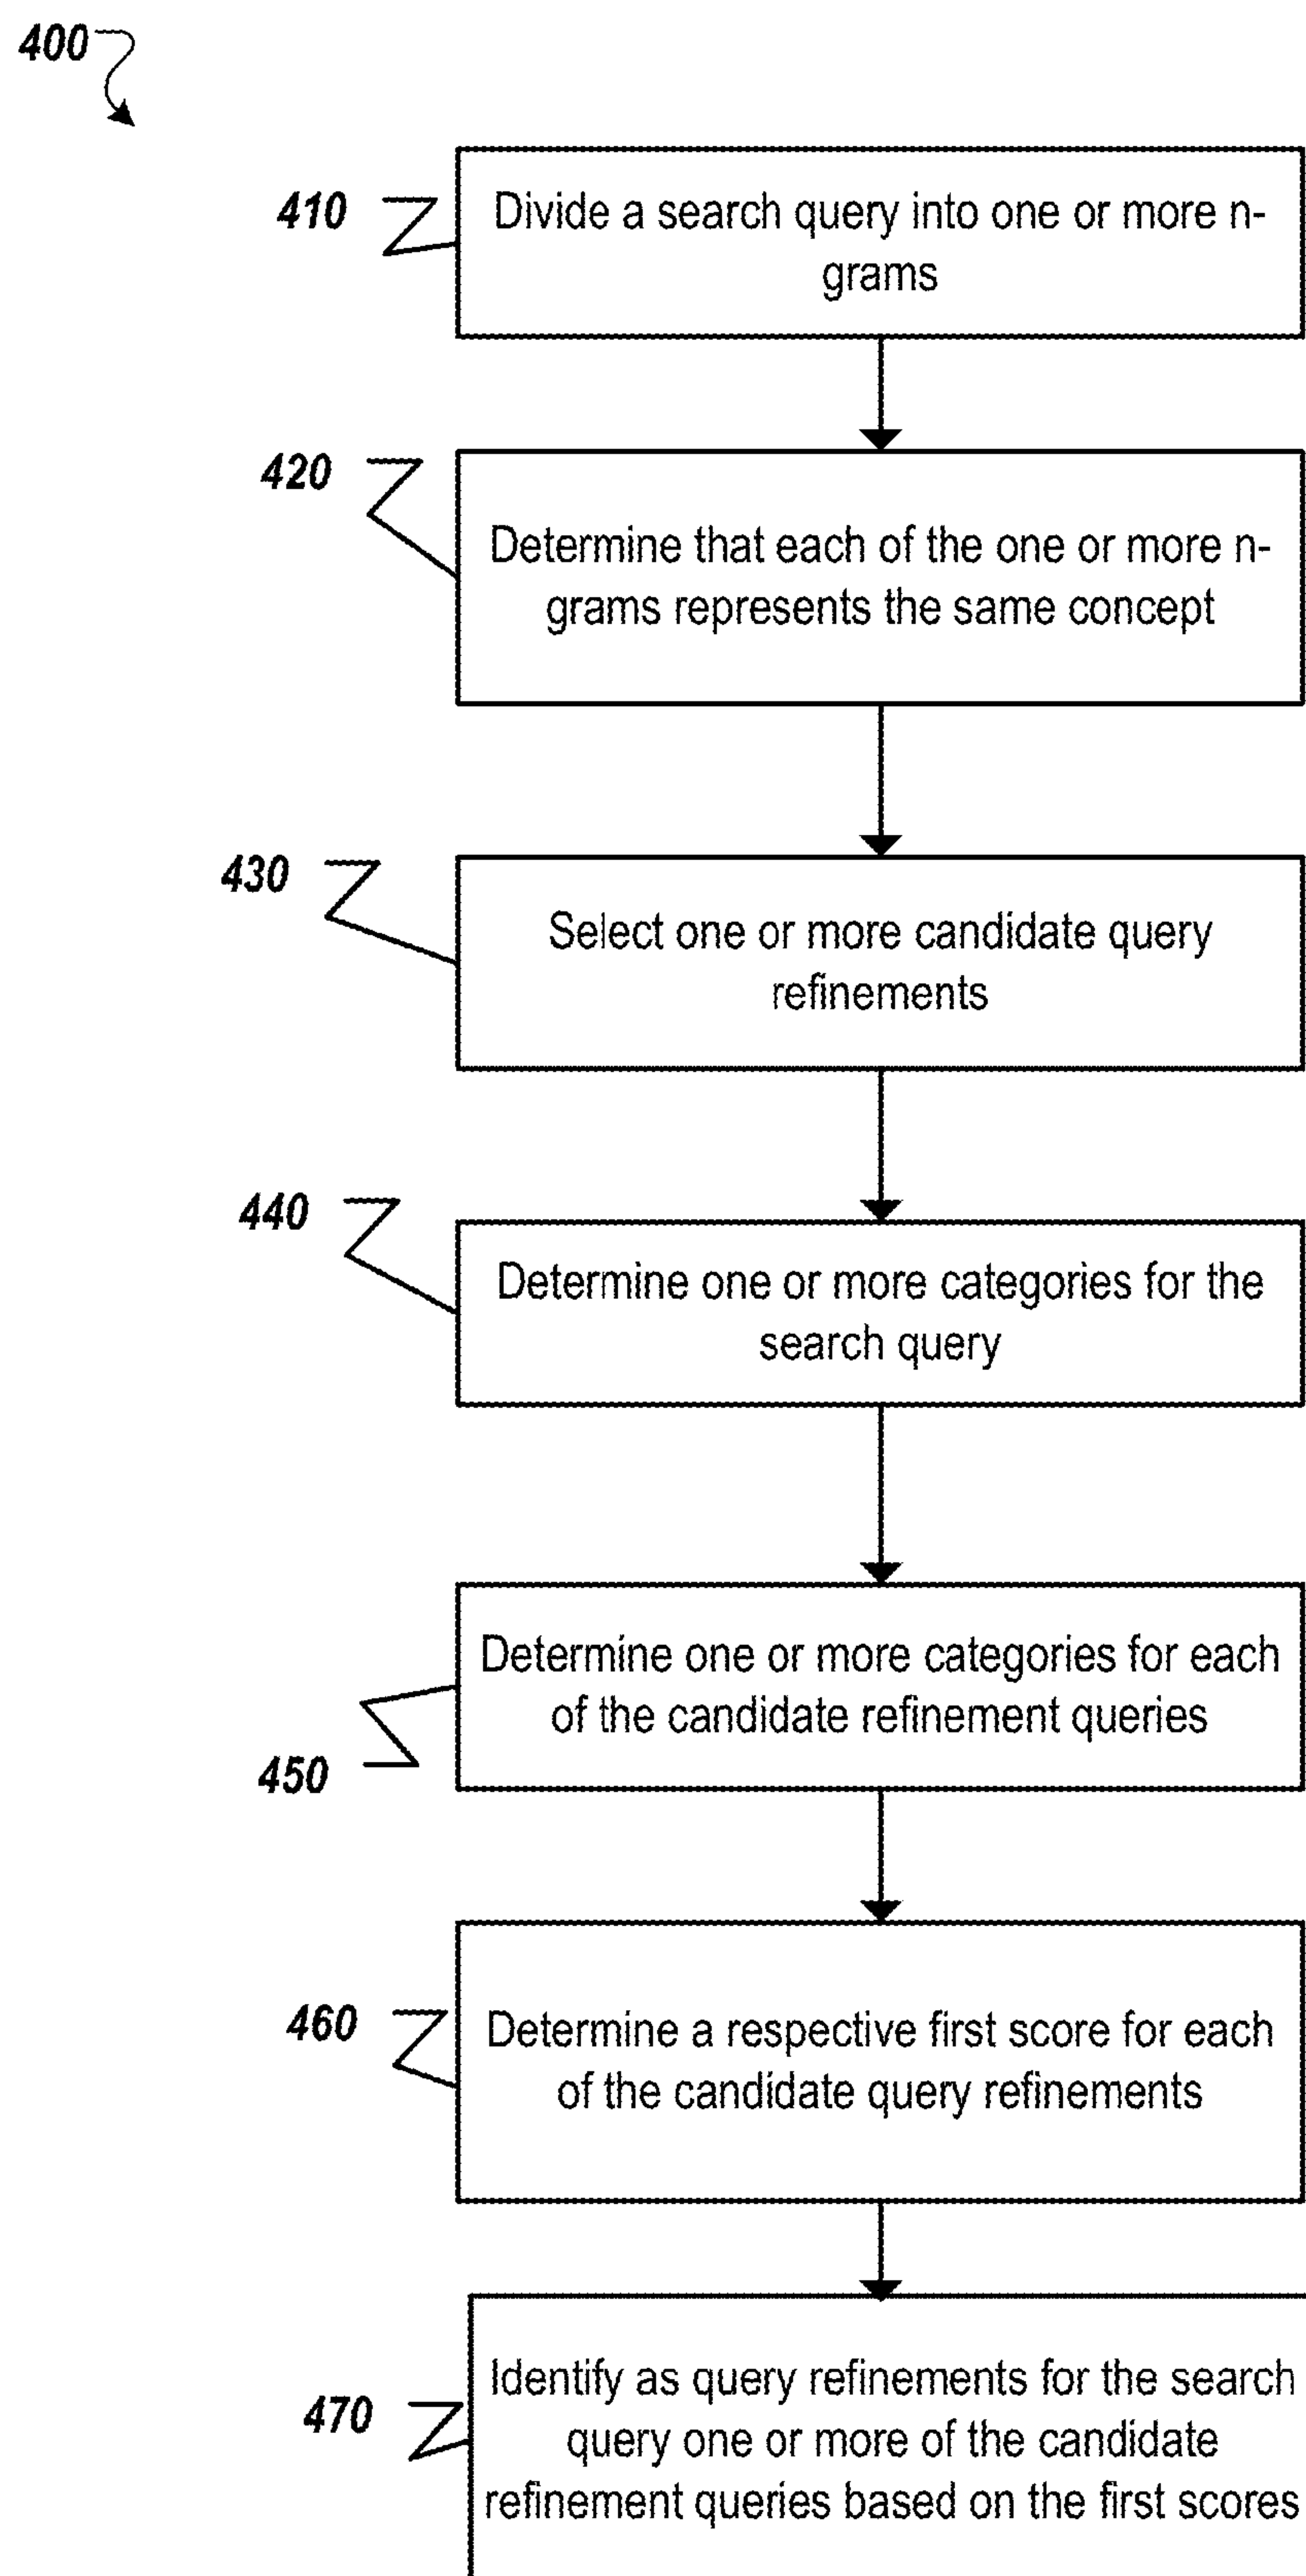 400
410
Divide a search query into one or more n-
grams
420
Determine that each of the one or more n-
grams represents the same concept
430
Select one or more candidate query
refinements
440
Determine one or more categories for the
search query
Determine one or more categories for each
of the candidate refinement queries
450
460
Determine a respective first score for each
of the candidate query refinements
470
Identify as query refinements for the search
query one or more of the candidate
refinement queries based on the first scores